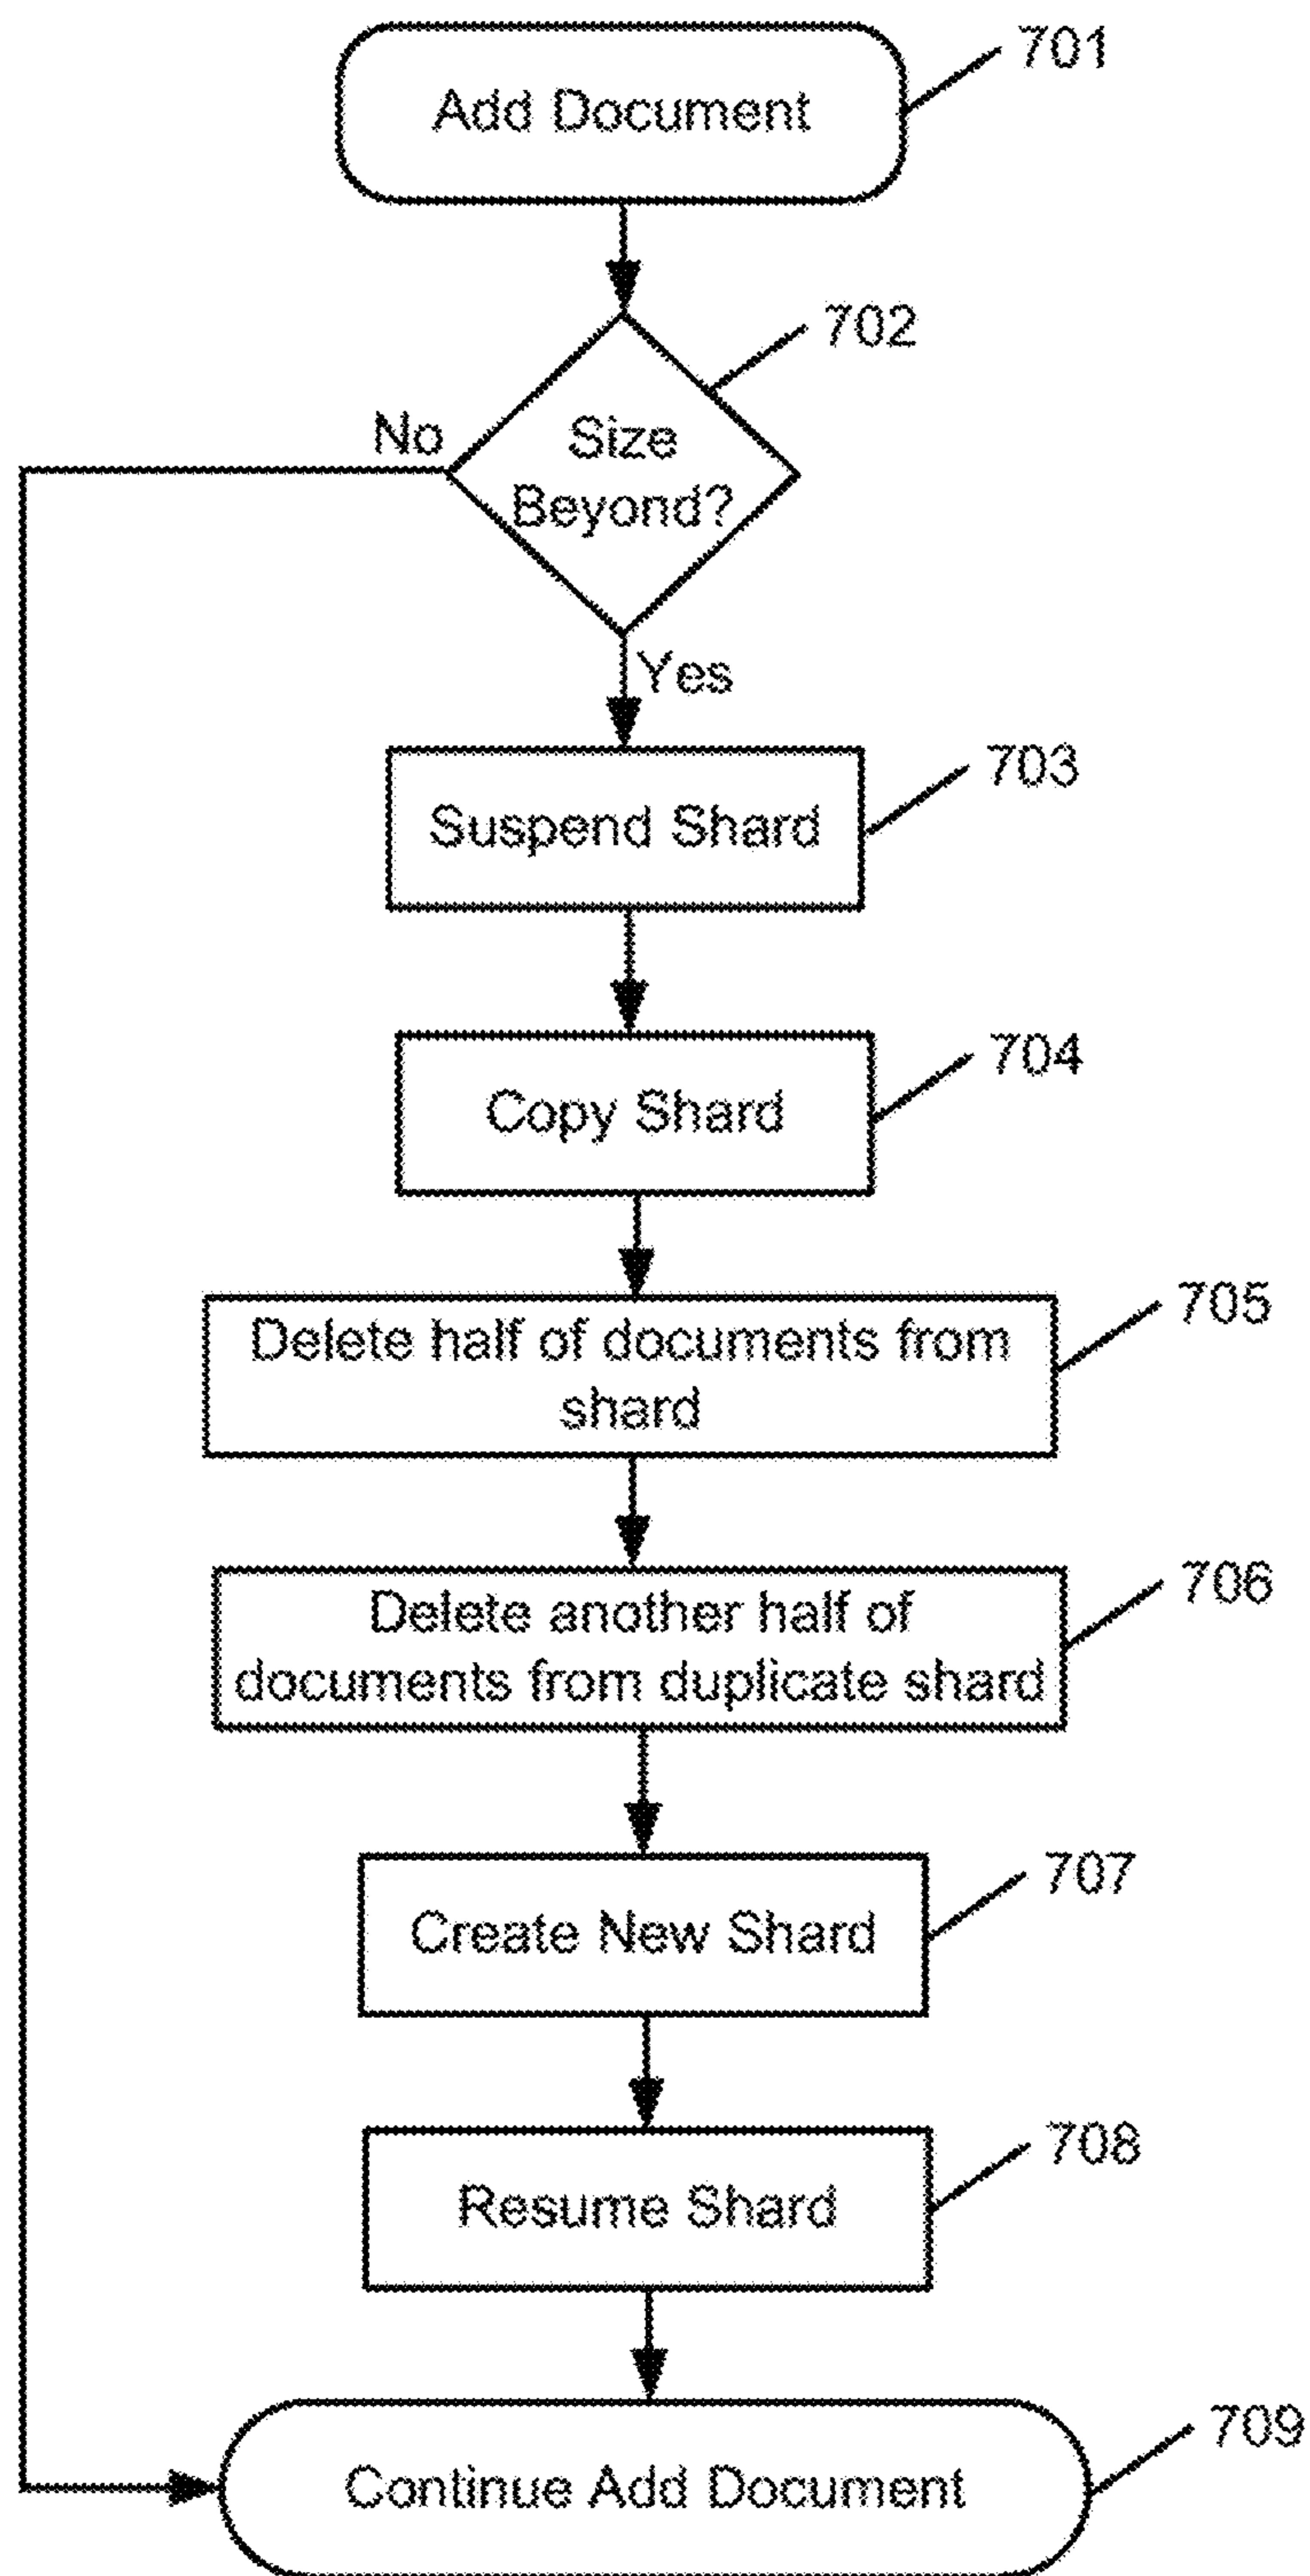 701
Add Document
702
No
Size
Beyond?
Yes
703
Suspend Shard
704
Copy Shard
705
Delete half of documents from
shard
706
Delete another half of
documents from duplicate shard
707
Create New Shard
708
Resume Shard
709
Continue Add Document